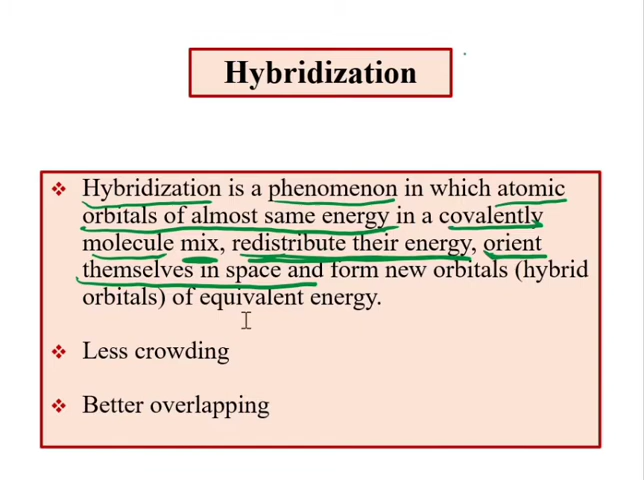 Hybridization
Hybridization is a phenomenon in which atomic
orbitals of almost same energy in a covalently
molecule mix, redistribute their energy, orient
themselves in space and form new orbitals (hybrid
orbitals) of equivalent energy.
Less crowding
Better overlapping